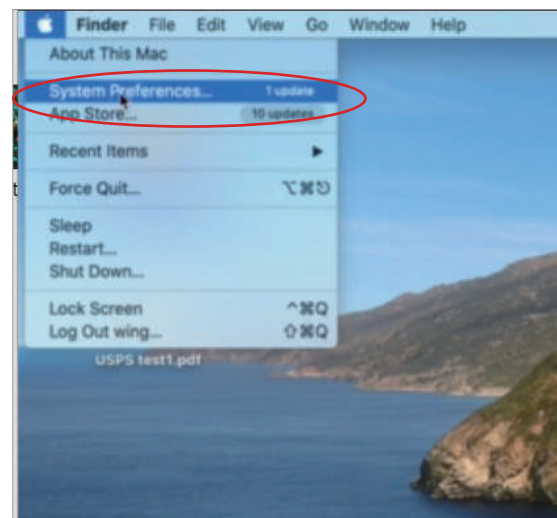 Finder File Edit View Go Window Help
About This Mac
System Preferences... 1 update
App Store... 10 updates
Recent Items ▶
Force Quit... ⌥⌘⎋
Sleep
Restart...
Shut Down...
Lock Screen ^⌘Q
Log Out wing... ⇧⌘Q
USPS test1.pdf
t